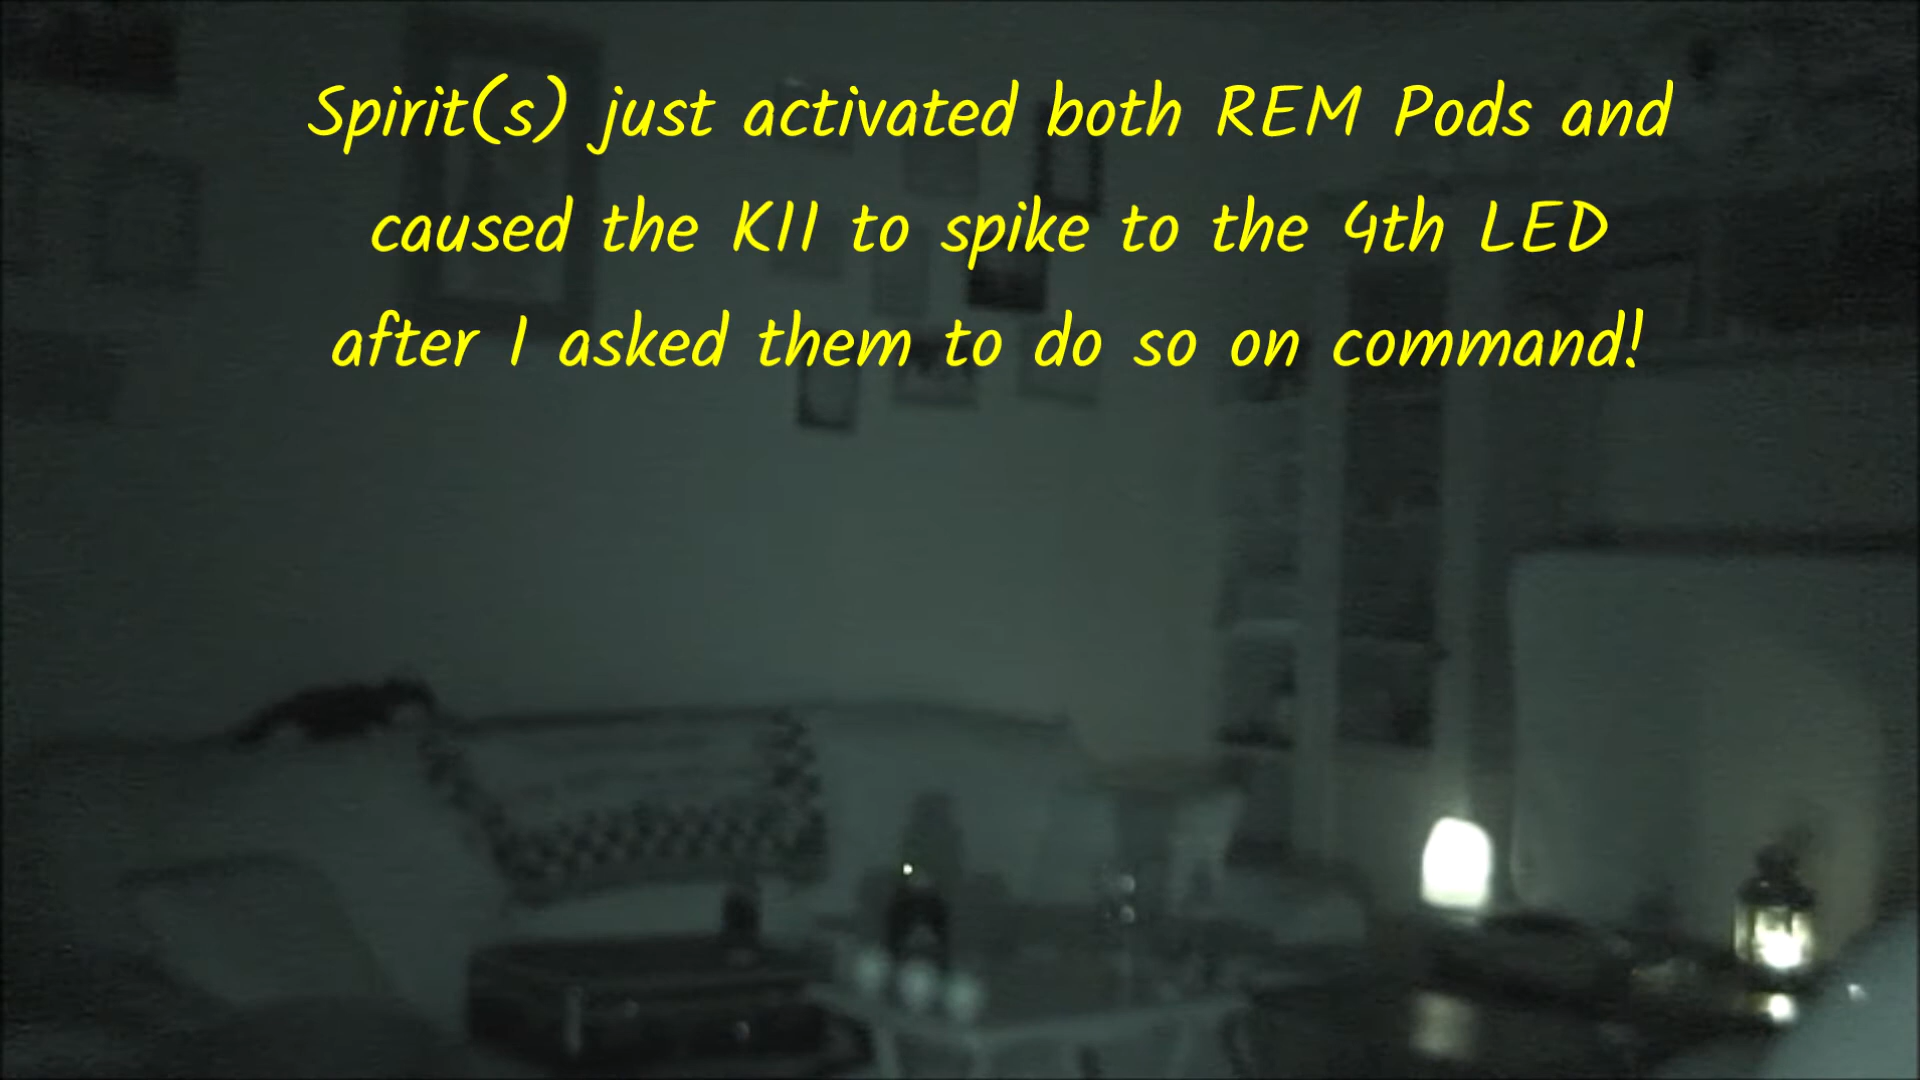 Spirit(s) just activated both REM Pods and
caused the KII to spike to the 4th LED
after I asked them to do so on command!